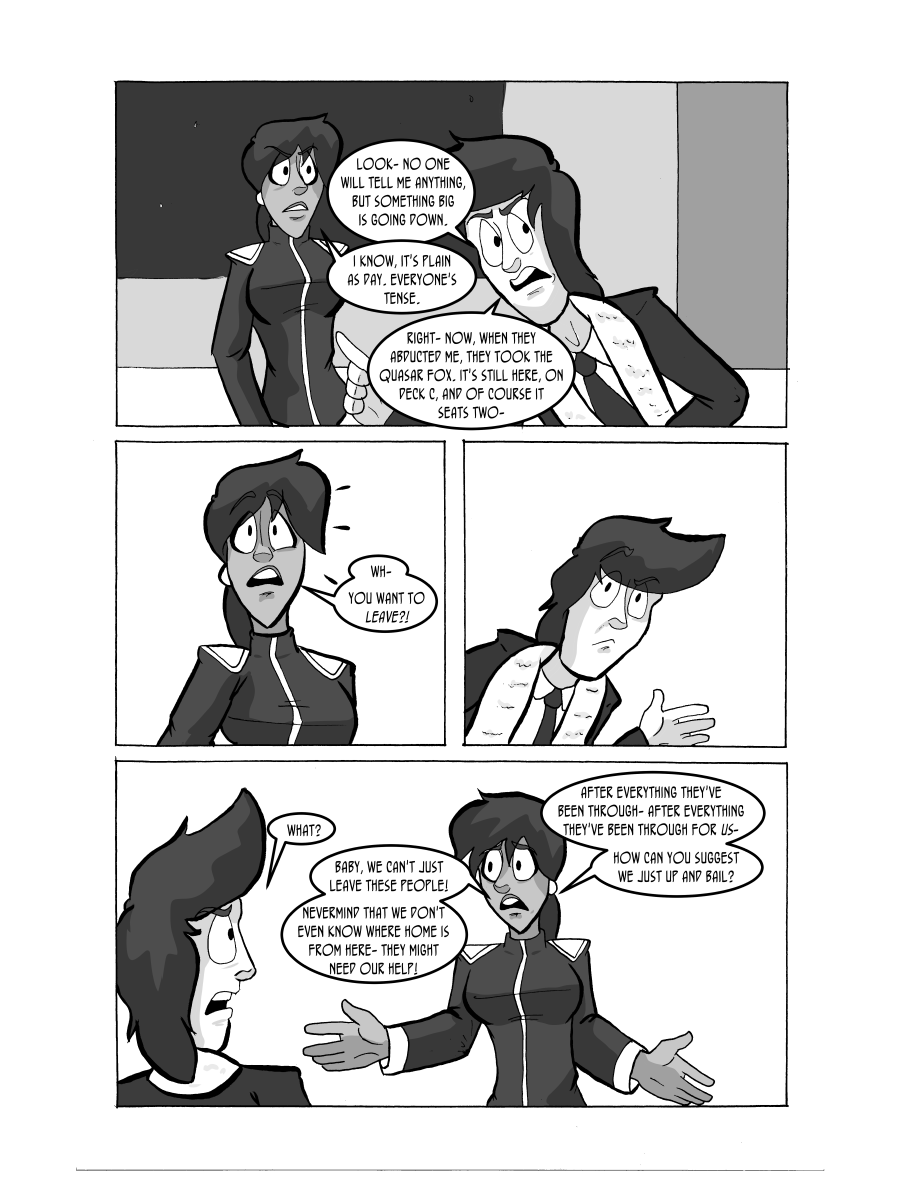 LOOK- NO ONE
WILL TELL ME ANYTHING,
BUT SOMETHING BIG
IS GOING DOWN.
I KNOW, IT'S PLAIN
AS DAY. EVERYONE'S
TENSE.
RIGHT- NOW, WHEN THEY
ABDUCTED ME, THEY TOOK THE
QUASAR FOX. IT'S STILL HERE, ON
DECK C, AND OF COURSE IT
SEATS TWO-
WH-
YOU WANT TO
LEAVE?!
WHAT?
BABY, WE CAN'T JUST
LEAVE THESE PEOPLE!
NEVERMIND THAT WE DON'T
EVEN KNOW WHERE HOME IS
FROM HERE- THEY MIGHT
NEED OUR HELP!
AFTER EVERYTHING THEY'VE
BEEN THROUGH- AFTER EVERYTHING
THEY'VE BEEN THROUGH FOR US-
HOW CAN YOU SUGGEST
WE JUST UP AND BAIL?